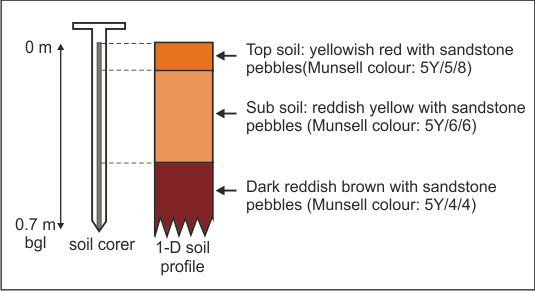 0 m
Top soil: yellowish red with sandstone
pebbles(Munsell colour: 5Y/5/8)
Sub soil: reddish yellow with sandstone
pebbles (Munsell colour: 5Y/6/6)
Dark reddish brown with sandstone
pebbles (Munsell colour: 5Y/4/4)
0.7 m
bgl
soil corer
1-D soil
profile